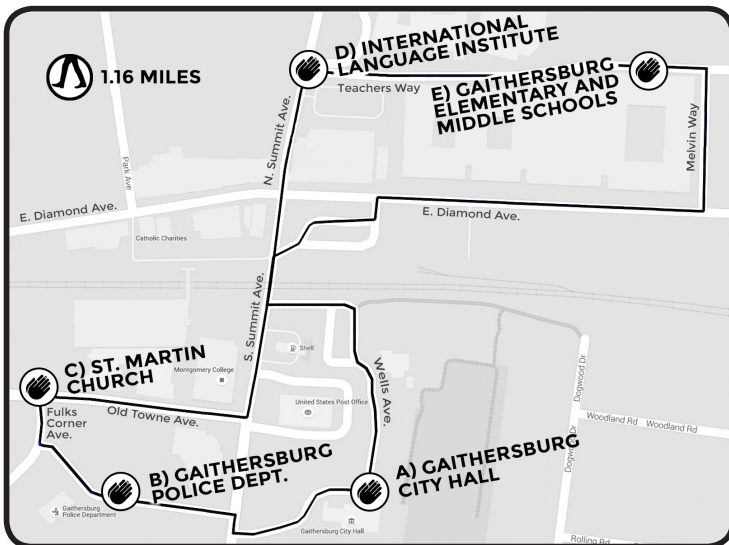 D) INTERNATIONAL
LANGUAGE INSTITUTE
1.16 MILES
Teachers Way
E) GAITHERSBURG
ELEMENTARY AND
MIDDLE SCHOOLS
Melvin Way
Park Ave
N. Summit Ave.
E. Diamond Ave.
E. Diamond Ave.
Catholic Charities
S. Summit Ave.
Shell
C) ST. MARTIN
CHURCH
Montgomery College
Wells Ave.
Dogwood Dr
United States Post Office
Old Towne Ave.
Fulks
Corner
Ave.
Woodland Rd
Woodland Rd
Dogwood Dr
B) GAITHERSBURG
POLICE DEPT.
A) GAITHERSBURG
CITY HALL
Gaithersburg
Police Department
Gaithersburg City Hall
Rolling Rd